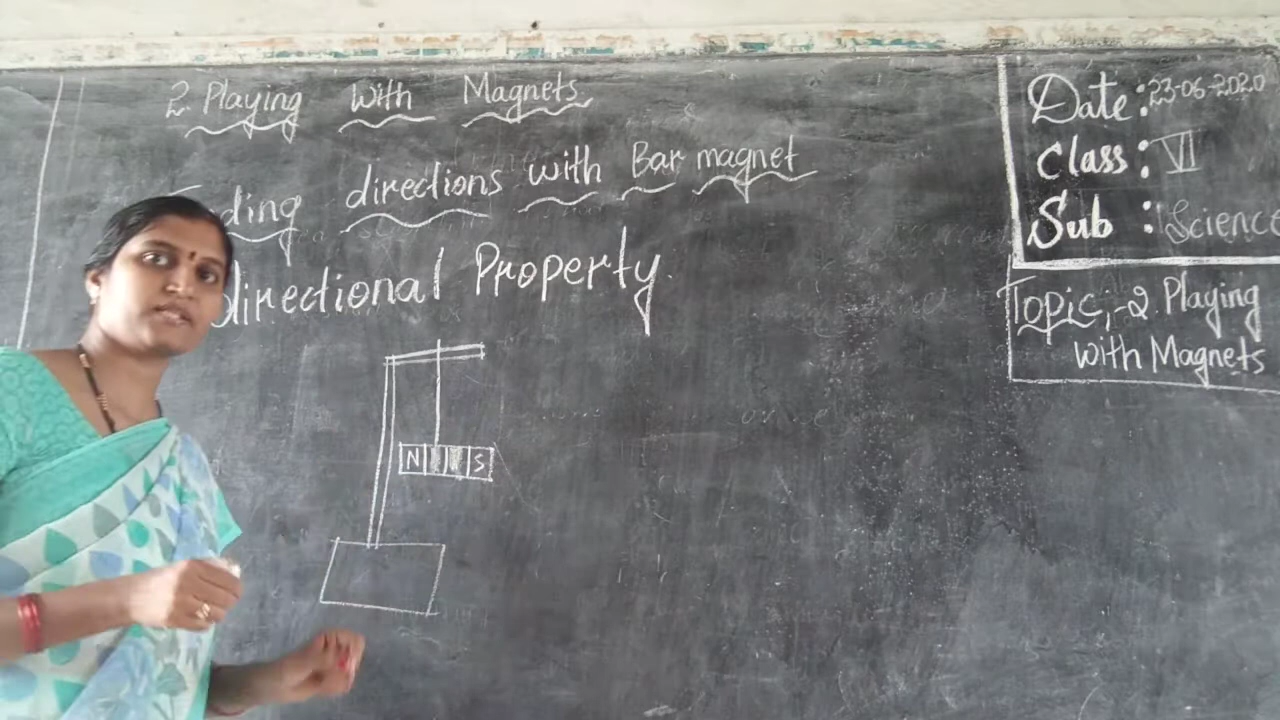 2. Playing With Magnets
ding directions with Bar magnet
directional Property.
N S
Date: 23-06-2020
Class: VI
Sub : Science
Topic,-2. Playing
with Magnets